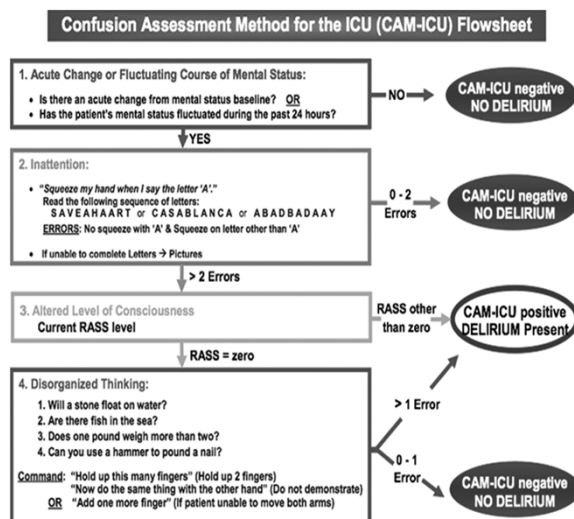 Confusion Assessment Method for the ICU (CAM-ICU) Flowsheet
1. Acute Change or Fluctuating Course of Mental Status:
• Is there an acute change from mental status baseline? OR
• Has the patient's mental status fluctuated during the past 24 hours?
NO
CAM-ICU negative
NO DELIRIUM
YES
2. Inattention:
• "Squeeze my hand when I say the letter 'A'."
Read the following sequence of letters:
S A V E A H A A R T or C A S A B L A N C A or A B A D B A D A A Y
ERRORS: No squeeze with 'A' & Squeeze on letter other than 'A'
• If unable to complete Letters → Pictures
0 - 2
Errors
CAM-ICU negative
NO DELIRIUM
> 2 Errors
3. Altered Level of Consciousness
Current RASS level
RASS other
than zero
CAM-ICU positive
DELIRIUM Present
RASS = zero
4. Disorganized Thinking:
1. Will a stone float on water?
2. Are there fish in the sea?
3. Does one pound weigh more than two?
4. Can you use a hammer to pound a nail?
Command: "Hold up this many fingers" (Hold up 2 fingers)
"Now do the same thing with the other hand" (Do not demonstrate)
OR "Add one more finger" (If patient unable to move both arms)
> 1 Error
0 - 1
Error
CAM-ICU negative
NO DELIRIUM